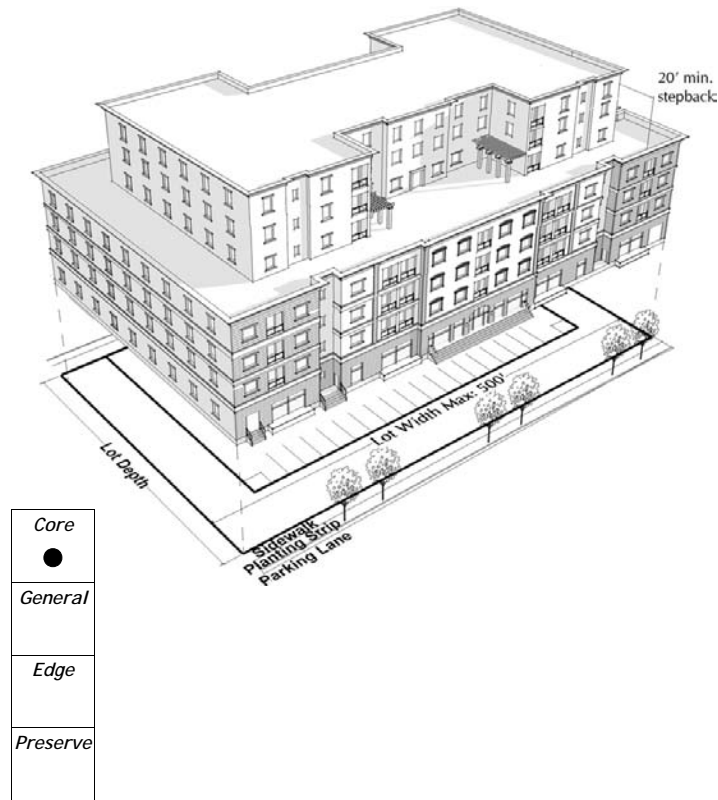 20' min.
stepback
Lot Width Max: 500'
Lot Depth
Sidewalk
Planting Strip
Parking Lane
Core
General
Edge
Preserve